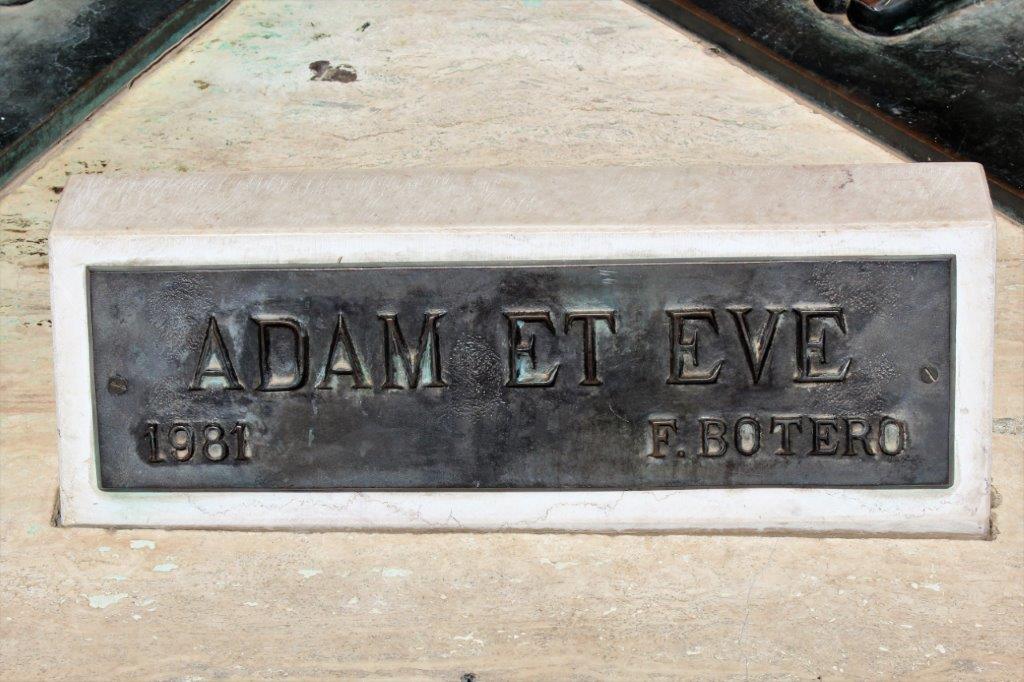 ADAM ET EVE
1981 F. BOTERO